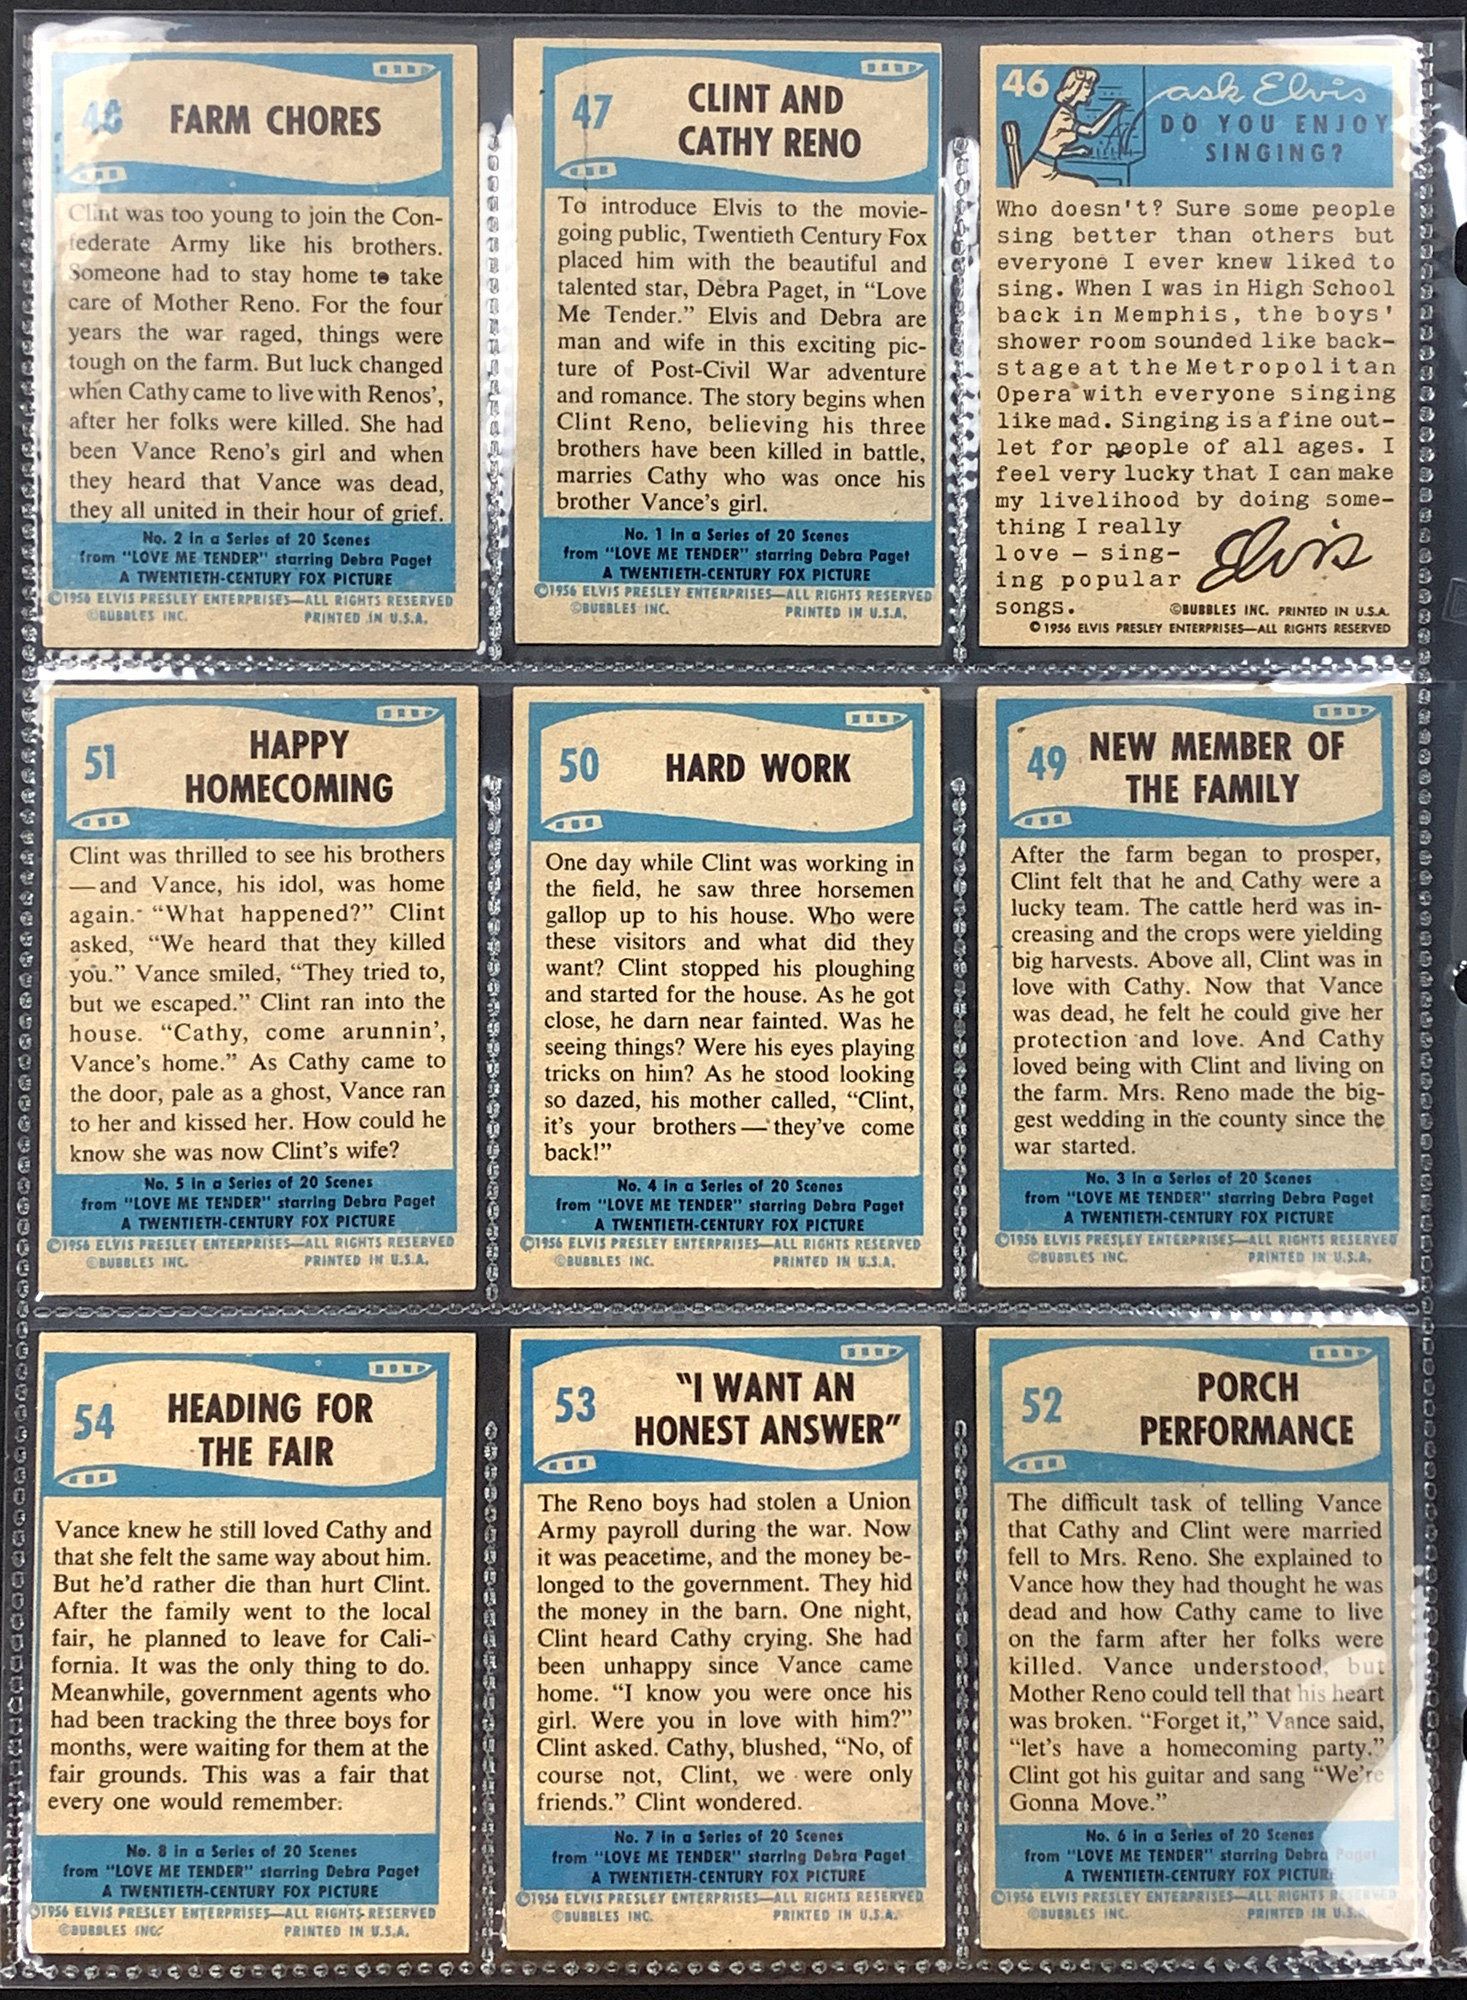 48
FARM CHORES
Clint was too young to join the Con-
federate Army like his brothers.
Someone had to stay home to take
care of Mother Reno. For the four
years the war raged, things were
tough on the farm. But luck changed
when Cathy came to live with Renos',
after her folks were killed. She had
been Vance Reno's girl and when
they heard that Vance was dead,
they all united in their hour of grief.
No. 2 in a Series of 20 Scenes
from "LOVE ME TENDER" starring Debra Paget
A TWENTIETH-CENTURY FOX PICTURE
©1956 ELVIS PRESLEY ENTERPRISES—ALL RIGHTS RESERVED
©BUBBLES INC. PRINTED IN U.S.A.
47
CLINT AND
CATHY RENO
To introduce Elvis to the movie-
going public, Twentieth Century Fox
placed him with the beautiful and
talented star, Debra Paget, in “Love
Me Tender.” Elvis and Debra are
man and wife in this exciting pic-
ture of Post-Civil War adventure
and romance. The story begins when
Clint Reno, believing his three
brothers have been killed in battle,
marries Cathy who was once his
brother Vance's girl.
No. 1 in a Series of 20 Scenes
from "LOVE ME TENDER" starring Debra Paget
A TWENTIETH-CENTURY FOX PICTURE
©1956 ELVIS PRESLEY ENTERPRISES—ALL RIGHTS RESERVED
©BUBBLES INC. PRINTED IN U.S.A.
46
ask Elvis
DO YOU ENJOY
SINGING?
Who doesn't? Sure some people
sing better than others but
everyone I ever knew liked to
sing. When I was in High School
back in Memphis, the boys'
shower room sounded like back-
stage at the Metropolitan
Opera with everyone singing
like mad. Singing is a fine out-
let for people of all ages. I
feel very lucky that I can make
my livelihood by doing some-
thing I really
love – sing-
ing popular
songs.
Elvis
©BUBBLES INC. PRINTED IN U.S.A.
©1956 ELVIS PRESLEY ENTERPRISES—ALL RIGHTS RESERVED
51
HAPPY
HOMECOMING
Clint was thrilled to see his brothers
—and Vance, his idol, was home
again. “What happened?” Clint
asked, “We heard that they killed
you.” Vance smiled, “They tried to,
but we escaped.” Clint ran into the
house. “Cathy, come arunnin',
Vance's home.” As Cathy came to
the door, pale as a ghost, Vance ran
to her and kissed her. How could he
know she was now Clint's wife?
No. 5 in a Series of 20 Scenes
from "LOVE ME TENDER" starring Debra Paget
A TWENTIETH-CENTURY FOX PICTURE
©1956 ELVIS PRESLEY ENTERPRISES—ALL RIGHTS RESERVED
©BUBBLES INC. PRINTED IN U.S.A.
50
HARD WORK
One day while Clint was working in
the field, he saw three horsemen
gallop up to his house. Who were
these visitors and what did they
want? Clint stopped his ploughing
and started for the house. As he got
close, he darn near fainted. Was he
seeing things? Were his eyes playing
tricks on him? As he stood looking
so dazed, his mother called, “Clint,
it's your brothers—they've come
back!”
No. 4 in a Series of 20 Scenes
from "LOVE ME TENDER" starring Debra Paget
A TWENTIETH-CENTURY FOX PICTURE
©1956 ELVIS PRESLEY ENTERPRISES—ALL RIGHTS RESERVED
©BUBBLES INC. PRINTED IN U.S.A.
49
NEW MEMBER OF
THE FAMILY
After the farm began to prosper,
Clint felt that he and Cathy were a
lucky team. The cattle herd was in-
creasing and the crops were yielding
big harvests. Above all, Clint was in
love with Cathy. Now that Vance
was dead, he felt he could give her
protection and love. And Cathy
loved being with Clint and living on
the farm. Mrs. Reno made the big-
gest wedding in the county since the
war started.
No. 3 in a Series of 20 Scenes
from "LOVE ME TENDER" starring Debra Paget
A TWENTIETH-CENTURY FOX PICTURE
©1956 ELVIS PRESLEY ENTERPRISES—ALL RIGHTS RESERVED
©BUBBLES INC. PRINTED IN U.S.A.
54
HEADING FOR
THE FAIR
Vance knew he still loved Cathy and
that she felt the same way about him.
But he'd rather die than hurt Clint.
After the family went to the local
fair, he planned to leave for Cali-
fornia. It was the only thing to do.
Meanwhile, government agents who
had been tracking the three boys for
months, were waiting for them at the
fair grounds. This was a fair that
every one would remember.
No. 8 in a Series of 20 Scenes
from "LOVE ME TENDER" starring Debra Paget
A TWENTIETH-CENTURY FOX PICTURE
©1956 ELVIS PRESLEY ENTERPRISES—ALL RIGHTS RESERVED
©BUBBLES INC. PRINTED IN U.S.A.
53
"I WANT AN
HONEST ANSWER"
The Reno boys had stolen a Union
Army payroll during the war. Now
it was peacetime, and the money be-
longed to the government. They hid
the money in the barn. One night,
Clint heard Cathy crying. She had
been unhappy since Vance came
home. “I know you were once his
girl. Were you in love with him?”
Clint asked. Cathy, blushed, “No, of
course not, Clint, we were only
friends.” Clint wondered.
No. 7 in a Series of 20 Scenes
from "LOVE ME TENDER" starring Debra Paget
A TWENTIETH-CENTURY FOX PICTURE
©1956 ELVIS PRESLEY ENTERPRISES—ALL RIGHTS RESERVED
©BUBBLES INC. PRINTED IN U.S.A.
52
PORCH
PERFORMANCE
The difficult task of telling Vance
that Cathy and Clint were married
fell to Mrs. Reno. She explained to
Vance how they had thought he was
dead and how Cathy came to live
on the farm after her folks were
killed. Vance understood, but
Mother Reno could tell that his heart
was broken. “Forget it,” Vance said,
“let's have a homecoming party.”
Clint got his guitar and sang “We're
Gonna Move.”
No. 6 in a Series of 20 Scenes
from "LOVE ME TENDER" starring Debra Paget
A TWENTIETH-CENTURY FOX PICTURE
©1956 ELVIS PRESLEY ENTERPRISES—ALL RIGHTS RESERVED
©BUBBLES INC. PRINTED IN U.S.A.